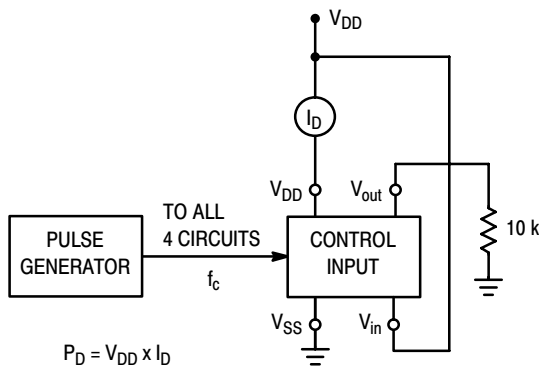 V_DD
I_D
V_DD
V_out
TO ALL
4 CIRCUITS
PULSE
GENERATOR
CONTROL
INPUT
10 k
f_c
V_SS
V_in
P_D = V_DD x I_D